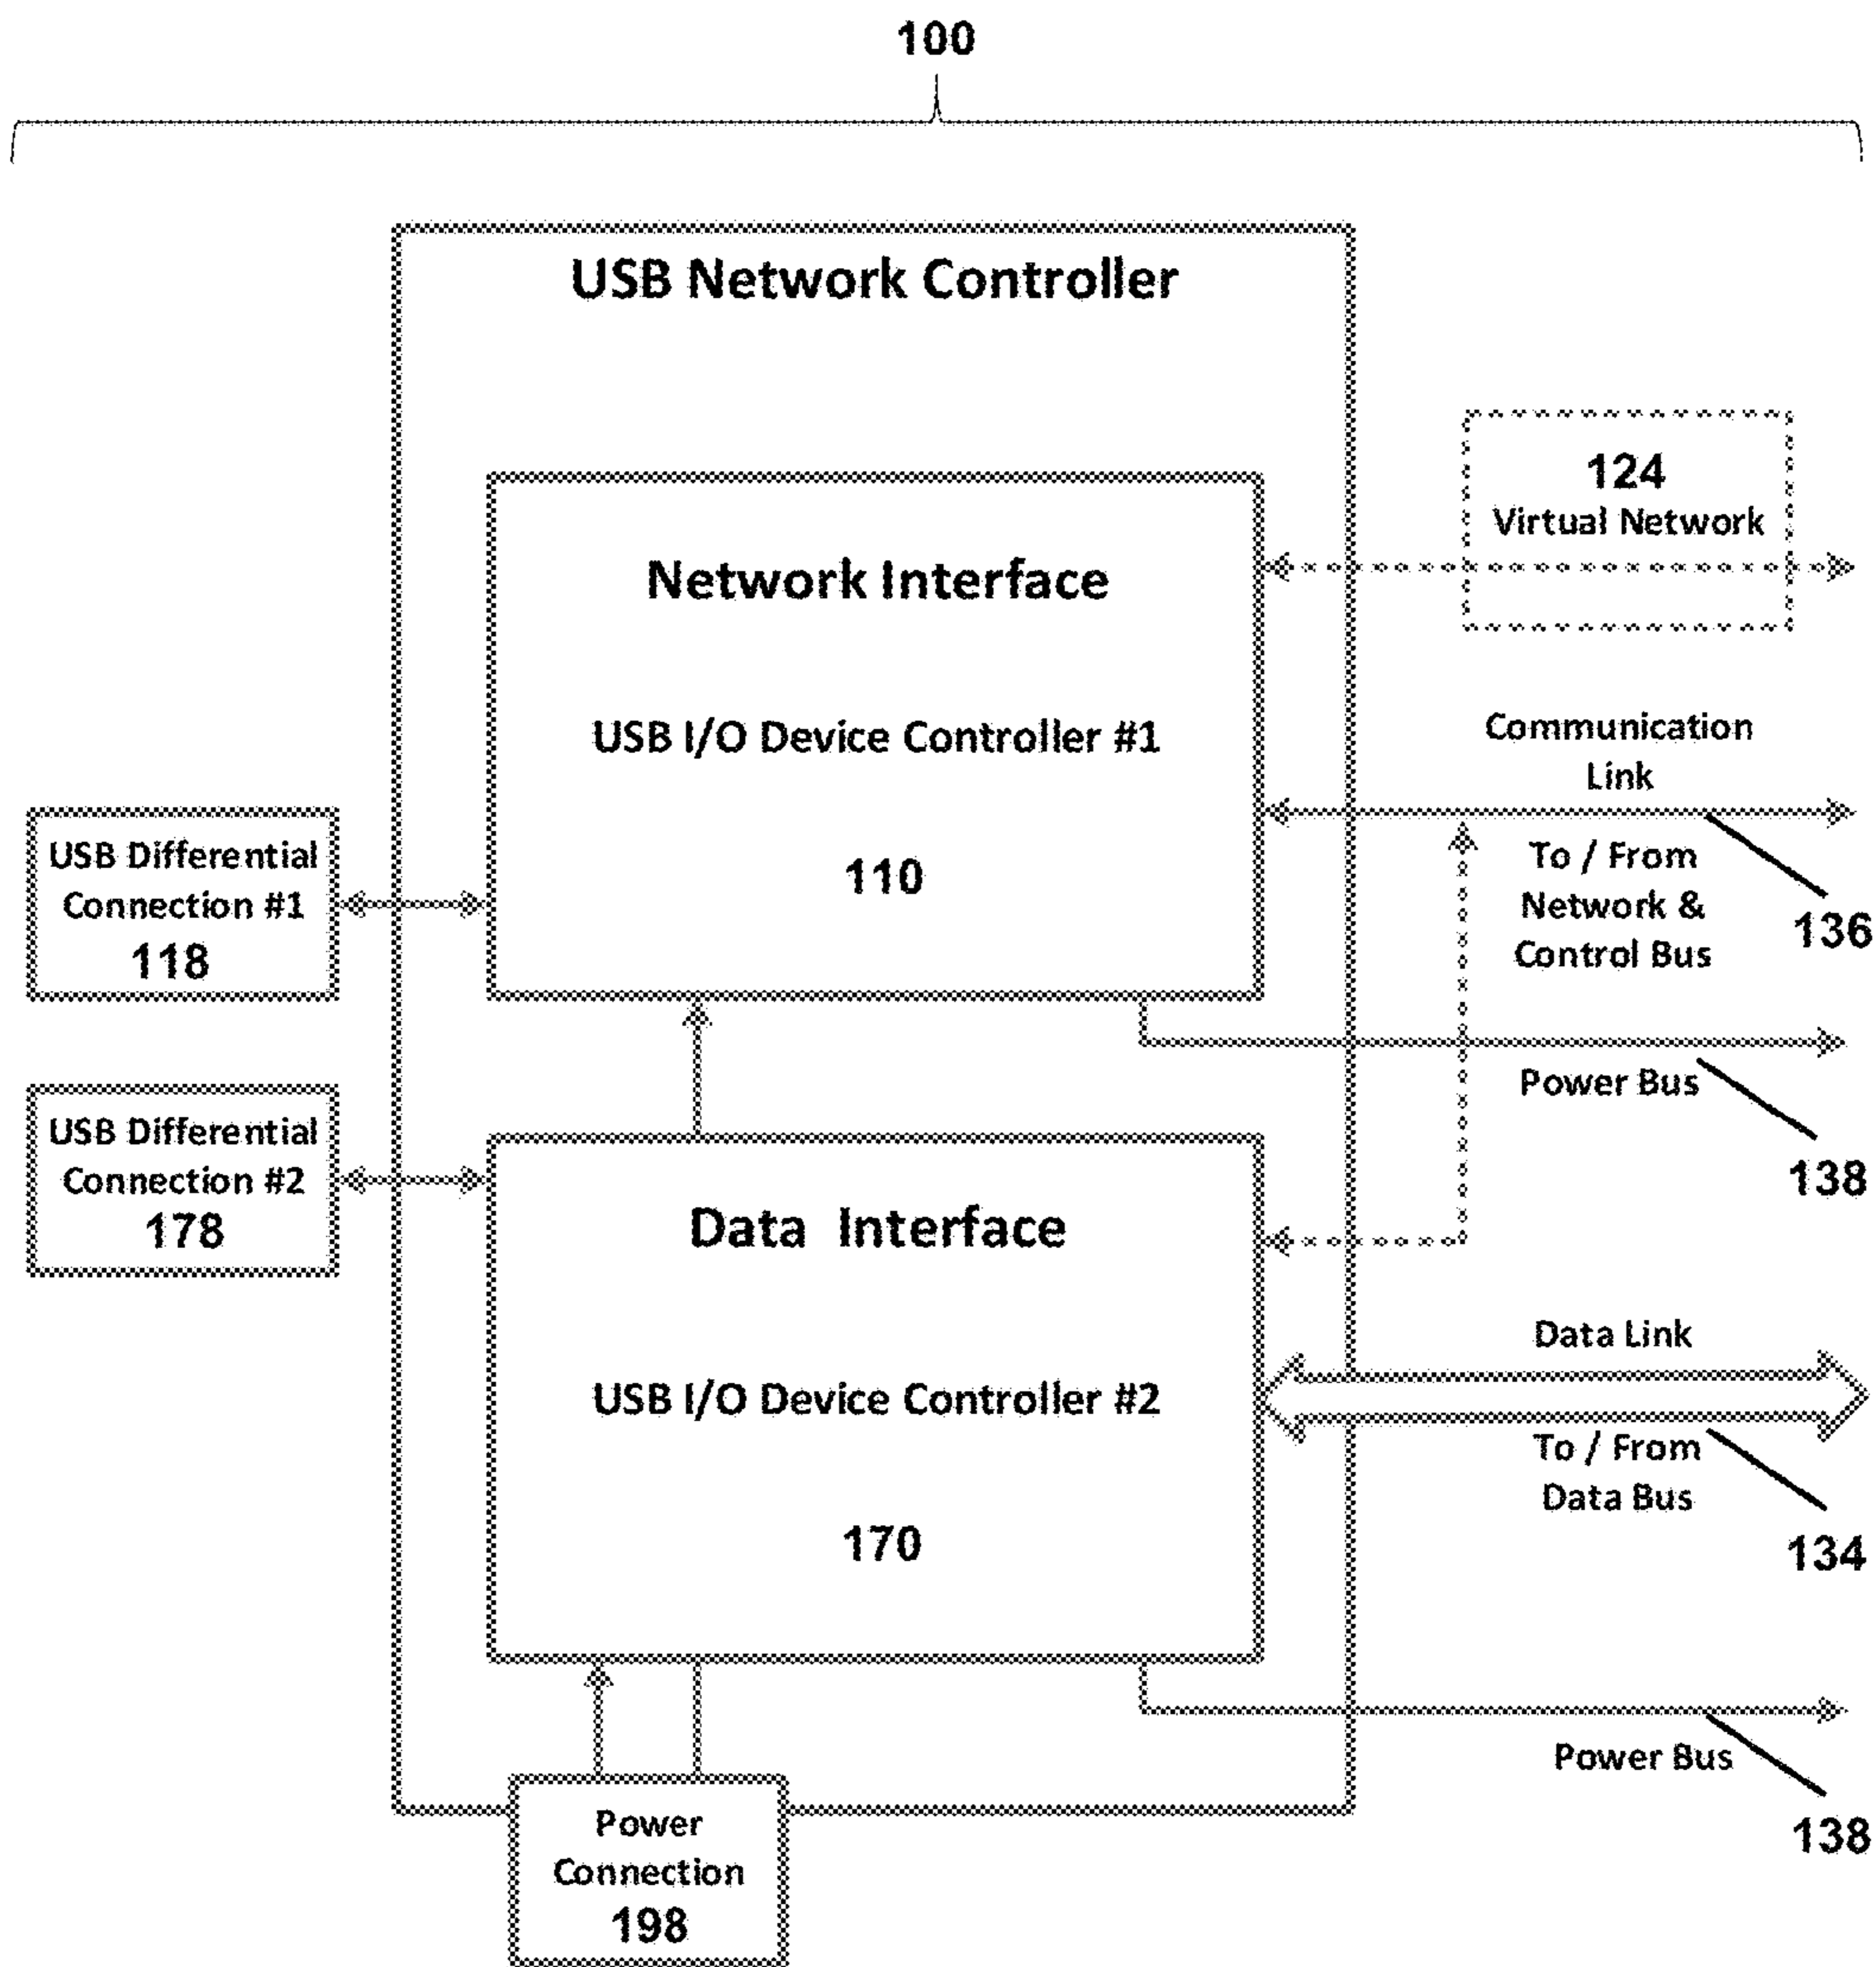 100
USB Network Controller
124
Virtual Network
Network Interface
USB I/O Device Controller #1
110
Communication
Link
To / From
Network &
Control Bus
136
USB Differential
Connection #1
118
Power Bus
138
USB Differential
Connection #2
178
Data Interface
USB I/O Device Controller #2
170
Data Link
To / From
Data Bus
134
Power Bus
138
Power
Connection
198